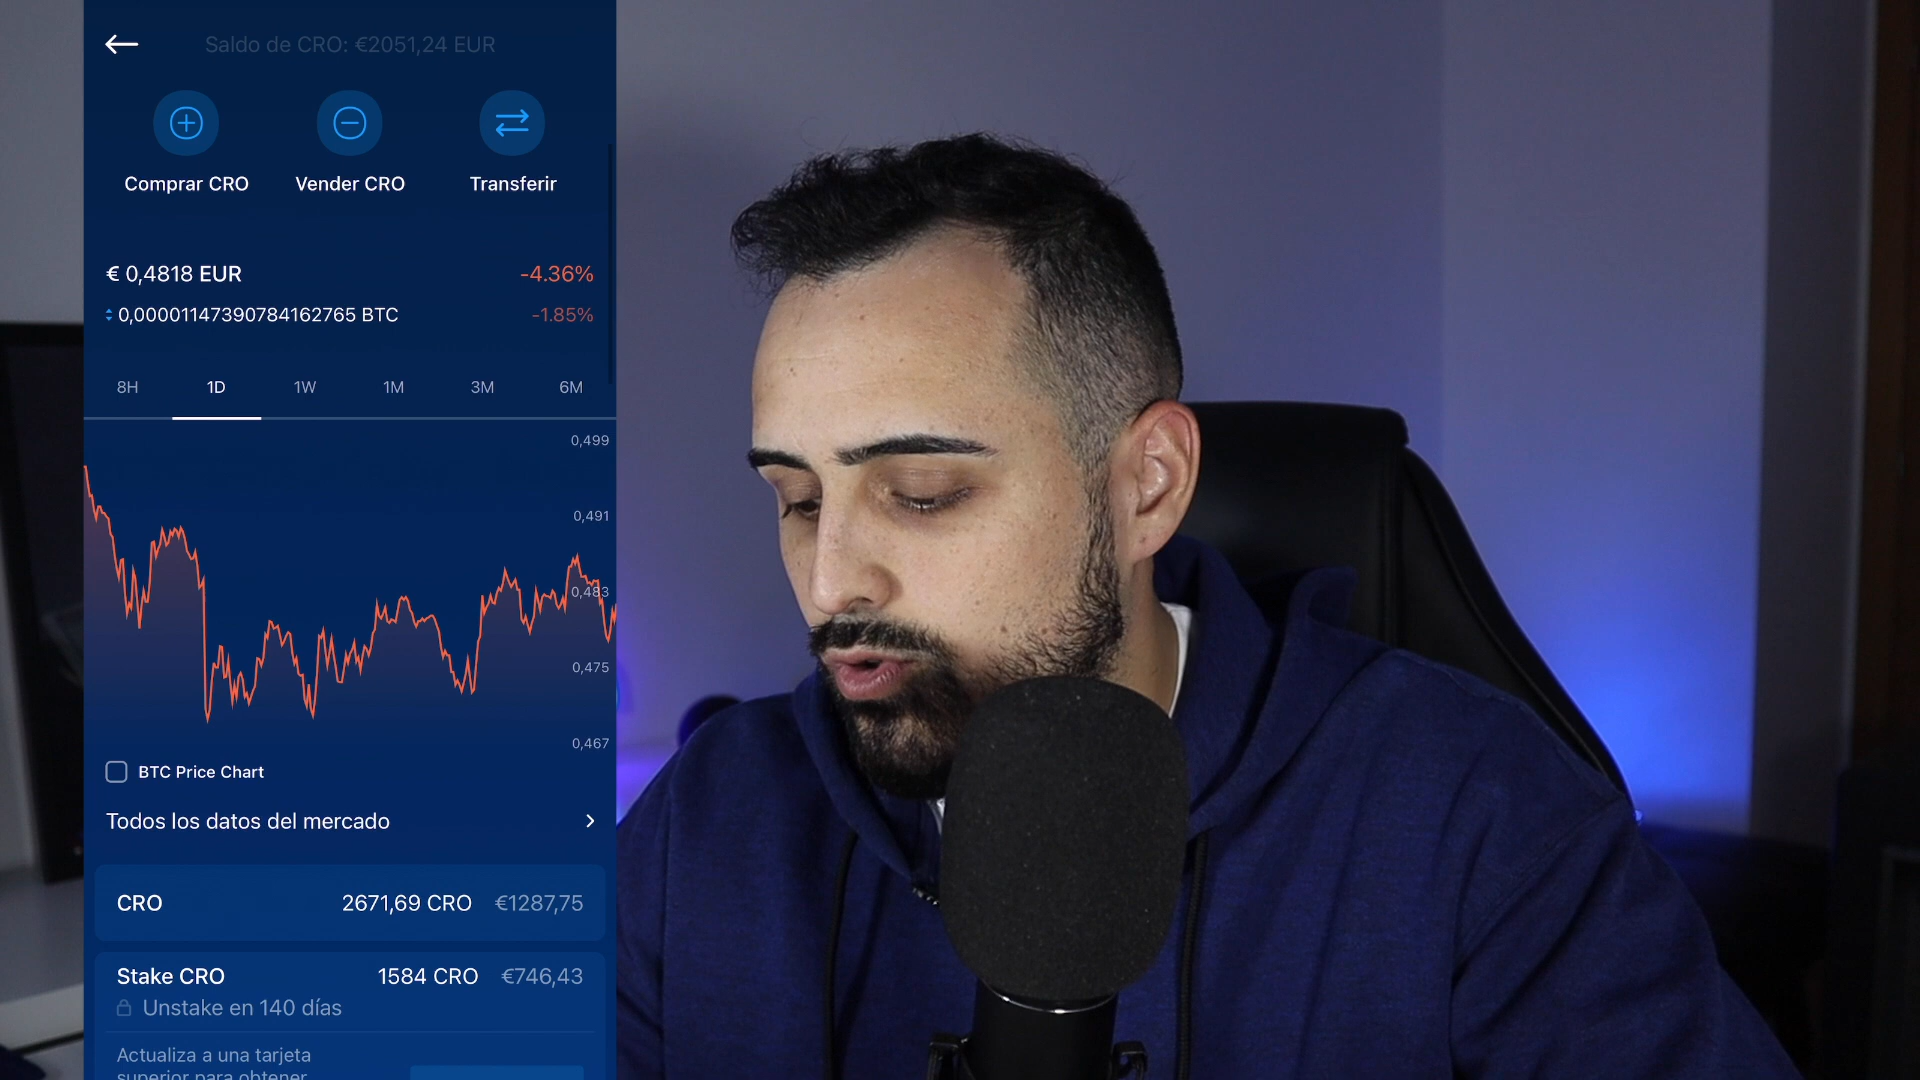 Saldo de CRO: €2051,24 EUR
Comprar CRO Vender CRO Transferir
€ 0,4818 EUR -4.36%
0,00001147390784162765 BTC -1.85%
8H 1D 1W 1M 3M 6M
0,499
0,491
0,483
0,475
0,467
BTC Price Chart
Todos los datos del mercado
CRO 2671,69 CRO €1287,75
Stake CRO 1584 CRO €746,43
Unstake en 140 días
Actualiza a una tarjeta
superior para obtener